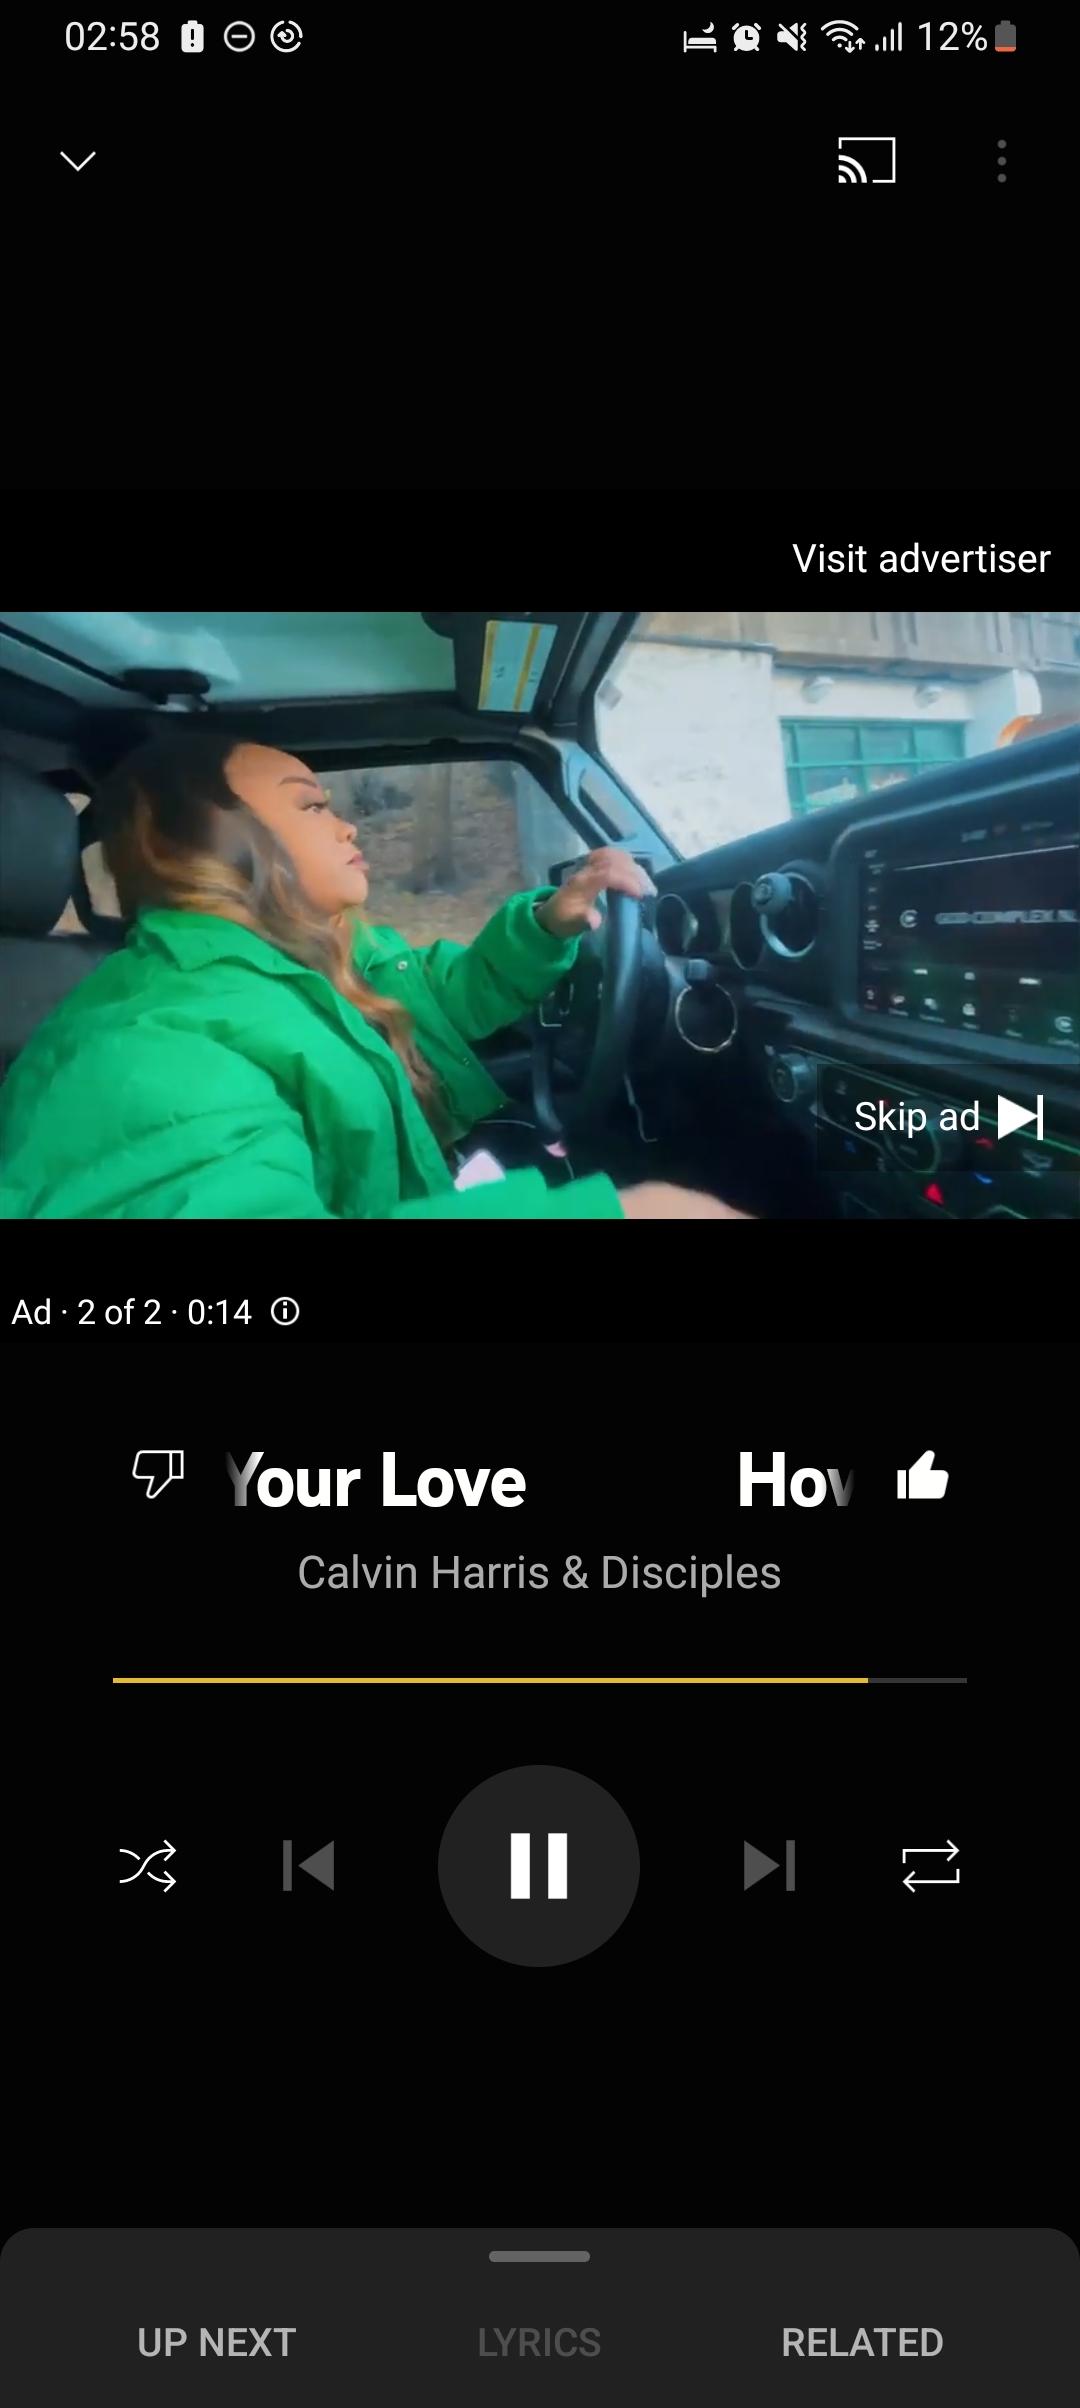 02:58 12%
Visit advertiser
Skip ad
Ad · 2 of 2 · 0:14
Your Love How
Calvin Harris & Disciples
UP NEXT LYRICS RELATED